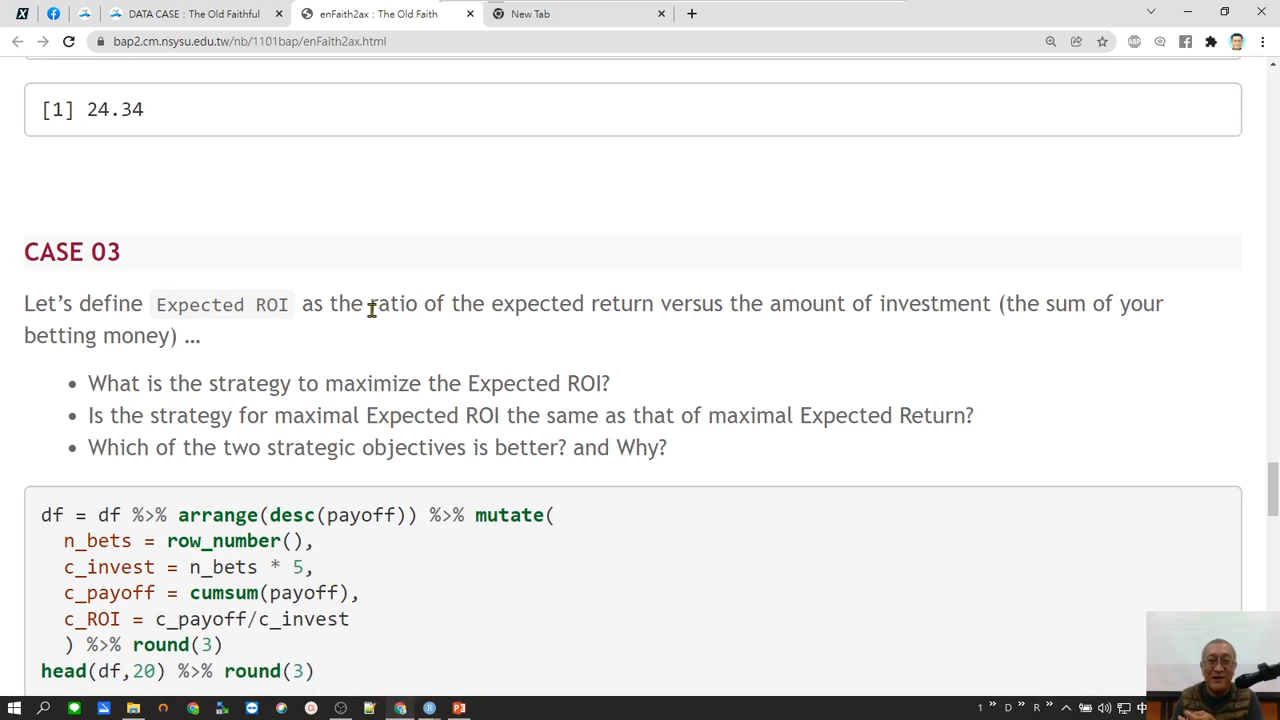 DATA CASE : The Old Faithful
enFaith2ax : The Old Faith
New Tab
bap2.cm.nsysu.edu.tw/nb/1101bap/enFaith2ax.html
[1] 24.34
CASE 03
Let's define Expected ROI as the ratio of the expected return versus the amount of investment (the sum of your
betting money) …
• What is the strategy to maximize the Expected ROI?
• Is the strategy for maximal Expected ROI the same as that of maximal Expected Return?
• Which of the two strategic objectives is better? and Why?
df = df %>% arrange(desc(payoff)) %>% mutate(
n_bets = row_number(),
c_invest = n_bets * 5,
c_payoff = cumsum(payoff),
c_ROI = c_payoff/c_invest
) %>% round(3)
head(df,20) %>% round(3)
1 » D » R » 中